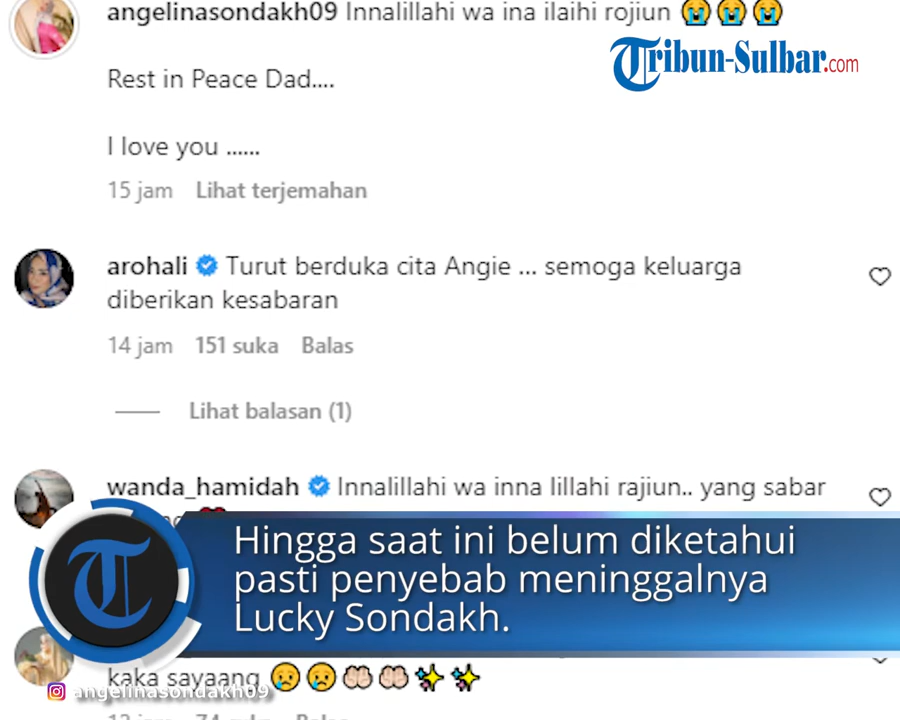 angelinasondakh09 Innalillahi wa ina ilaihi rojiun 😭😭😭
Tribun-Sulbar.com
Rest in Peace Dad....
I love you ......
15 jam Lihat terjemahan
arohali Turut berduka cita Angie ... semoga keluarga
diberikan kesabaran
14 jam 151 suka Balas
Lihat balasan (1)
wanda_hamidah Innalillahi wa inna lillahi rajiun.. yang sabar
Hingga saat ini belum diketahui
pasti penyebab meninggalnya
Lucky Sondakh.
kaka sayaang 😢😢🤲🤲✨✨
angelinasondakh09